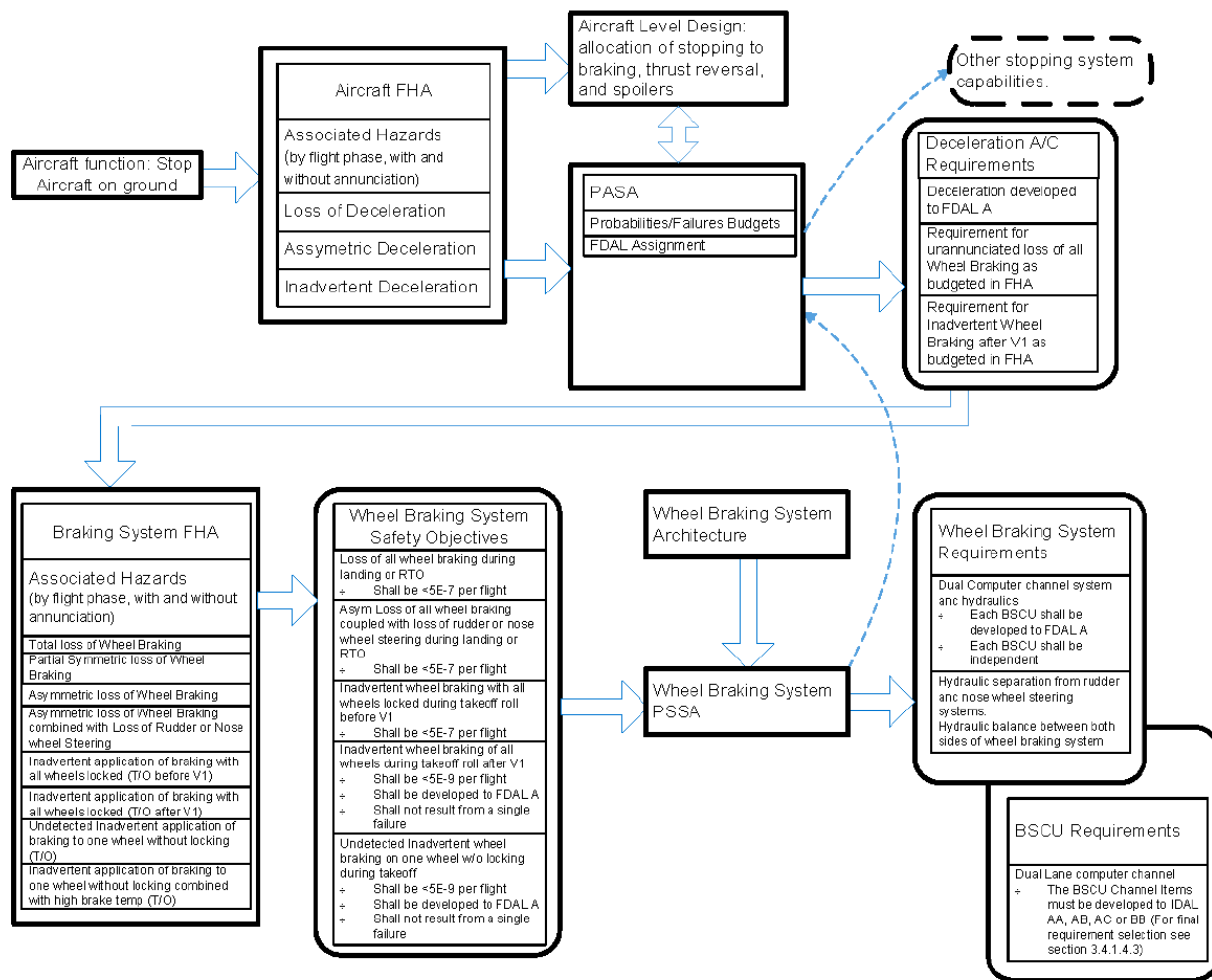 Aircraft function: Stop
Aircraft on ground
Aircraft FHA
Associated Hazards
(by flight phase, with and
without annunciation)
Loss of Deceleration
Assymetric Deceleration
Inadvertent Deceleration
Aircraft Level Design:
allocation of stopping to
braking, thrust reversal,
and spoilers
PASA
Probabilities/Failures Budgets
FDAL Assignment
Other stopping system
capabilities.
Deceleration A/C
Requirements
Deceleration developed
to FDAL A
Requirement for
unannunciated loss of all
Wheel Braking as
budgeted in FHA
Requirement for
Inadvertent Wheel
Braking after V1 as
budgeted in FHA
Braking System FHA
Associated Hazards
(by flight phase, with and without
annunciation)
Total loss of Wheel Braking
Partial Symmetric loss of Wheel
Braking
Asymmetric loss of Wheel Braking
Asymmetric loss of Wheel Braking
combined with Loss of Rudder or Nose
wheel Steering
Inadvertent application of braking with
all wheels locked (T/O before V1)
Inadvertent application of braking with
all wheels locked (T/O after V1)
Undetected Inadvertent application of
braking to one wheel without locking
(T/O)
Inadvertent application of braking to
one wheel without locking combined
with high brake temp (T/O)
Wheel Braking System
Safety Objectives
Loss of all wheel braking during
landing or RTO
÷ Shall be <5E-7 per flight
Asym Loss of all wheel braking
coupled with loss of rudder or nose
wheel steering during landing or
RTO
÷ Shall be <5E-7 per flight
Inadvertent wheel braking with all
wheels locked during takeoff roll
before V1
÷ Shall be <5E-7 per flight
Inadvertent wheel braking of all
wheels during takeoff roll after V1
÷ Shall be <5E-9 per flight
÷ Shall be developed to FDAL A
÷ Shall not result from a single
failure
Undetected Inadvertent wheel
braking on one wheel w/o locking
during takeoff
÷ Shall be <5E-9 per flight
÷ Shall be developed to FDAL A
÷ Shall not result from a single
failure
Wheel Braking System
Architecture
Wheel Braking System
PSSA
Wheel Braking System
Requirements
Dual Computer channel system
anc hydraulics
÷ Each BSCU shall be
developed to FDAL A
÷ Each BSCU shall be
Independent
Hydraulic separation from rudder
anc nose wheel steering
systems.
Hydraulic balance between both
sides of wheel braking system
BSCU Requirements
Dual Lane computer channel
÷ The BSCU Channel Items
must be developed to IDAL
AA, AB, AC or BB (For final
requirement selection see
section 3.4.1.4.3)